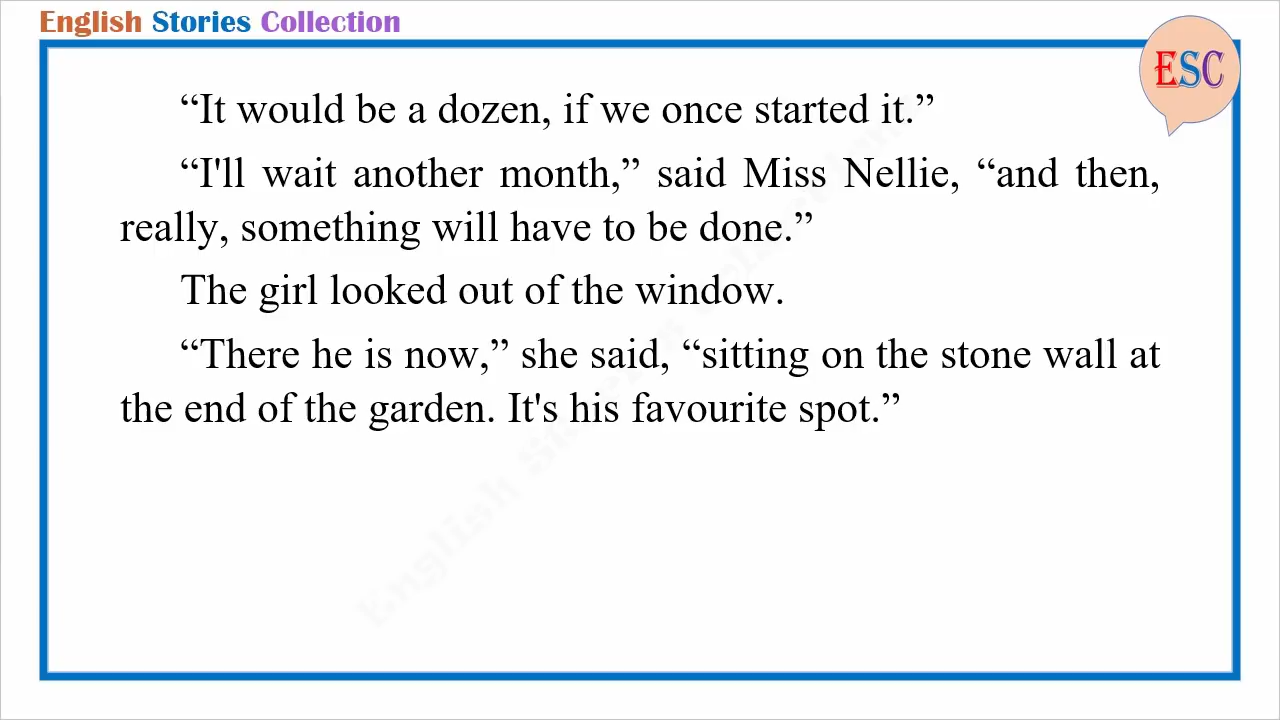 English Stories Collection
ESC
“It would be a dozen, if we once started it.”
“I'll wait another month,” said Miss Nellie, “and then,
really, something will have to be done.”
The girl looked out of the window.
“There he is now,” she said, “sitting on the stone wall at
the end of the garden. It's his favourite spot.”